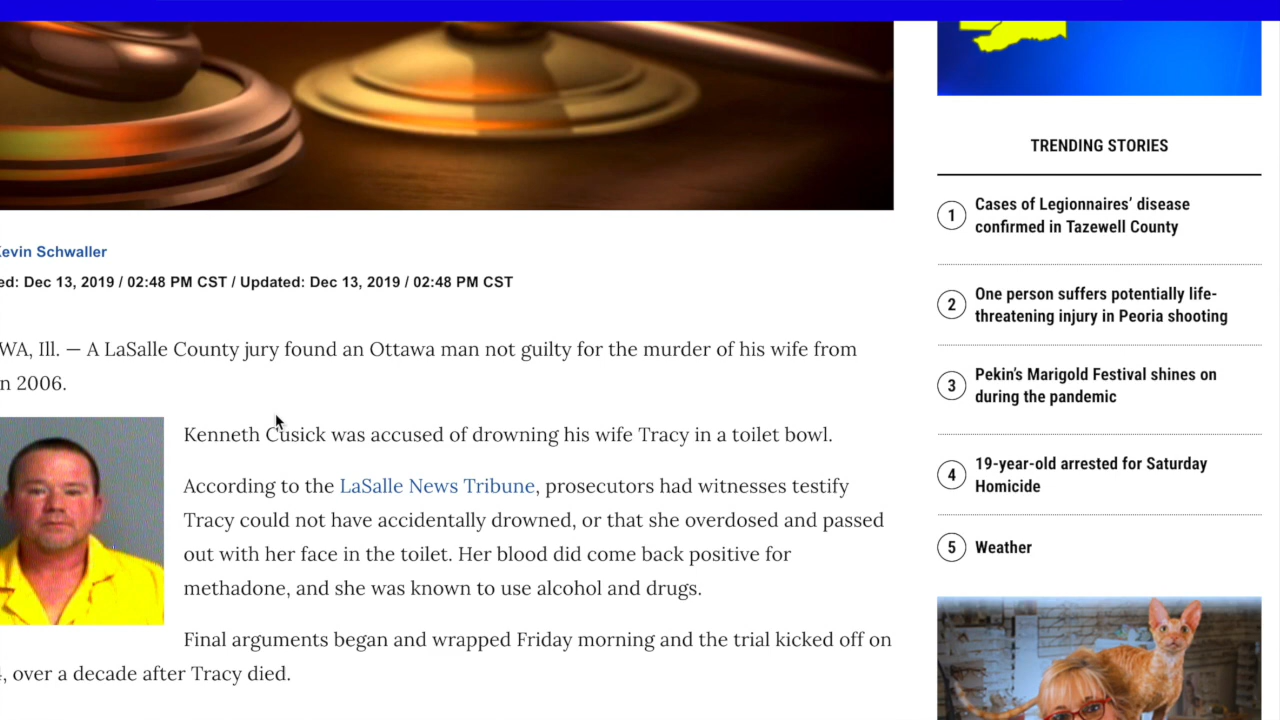 Kevin Schwaller
ed: Dec 13, 2019 / 02:48 PM CST / Updated: Dec 13, 2019 / 02:48 PM CST
WA, Ill. — A LaSalle County jury found an Ottawa man not guilty for the murder of his wife from
n 2006.
Kenneth Cusick was accused of drowning his wife Tracy in a toilet bowl.
According to the LaSalle News Tribune, prosecutors had witnesses testify
Tracy could not have accidentally drowned, or that she overdosed and passed
out with her face in the toilet. Her blood did come back positive for
methadone, and she was known to use alcohol and drugs.
Final arguments began and wrapped Friday morning and the trial kicked off on
, over a decade after Tracy died.
TRENDING STORIES
1 Cases of Legionnaires’ disease
confirmed in Tazewell County
2 One person suffers potentially life-
threatening injury in Peoria shooting
3 Pekin’s Marigold Festival shines on
during the pandemic
4 19-year-old arrested for Saturday
Homicide
5 Weather